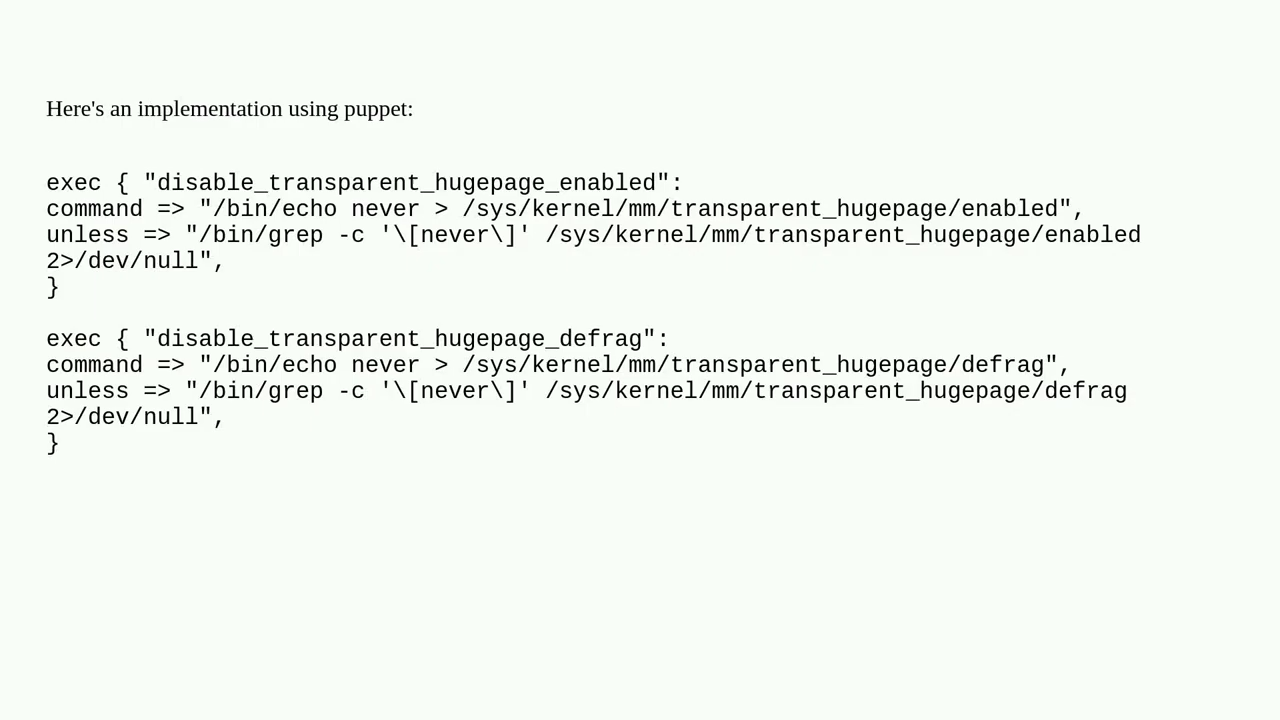 Here's an implementation using puppet:
exec { "disable_transparent_hugepage_enabled":
command => "/bin/echo never > /sys/kernel/mm/transparent_hugepage/enabled",
unless => "/bin/grep -c '\[never\]' /sys/kernel/mm/transparent_hugepage/enabled
2>/dev/null",
}
exec { "disable_transparent_hugepage_defrag":
command => "/bin/echo never > /sys/kernel/mm/transparent_hugepage/defrag",
unless => "/bin/grep -c '\[never\]' /sys/kernel/mm/transparent_hugepage/defrag
2>/dev/null",
}